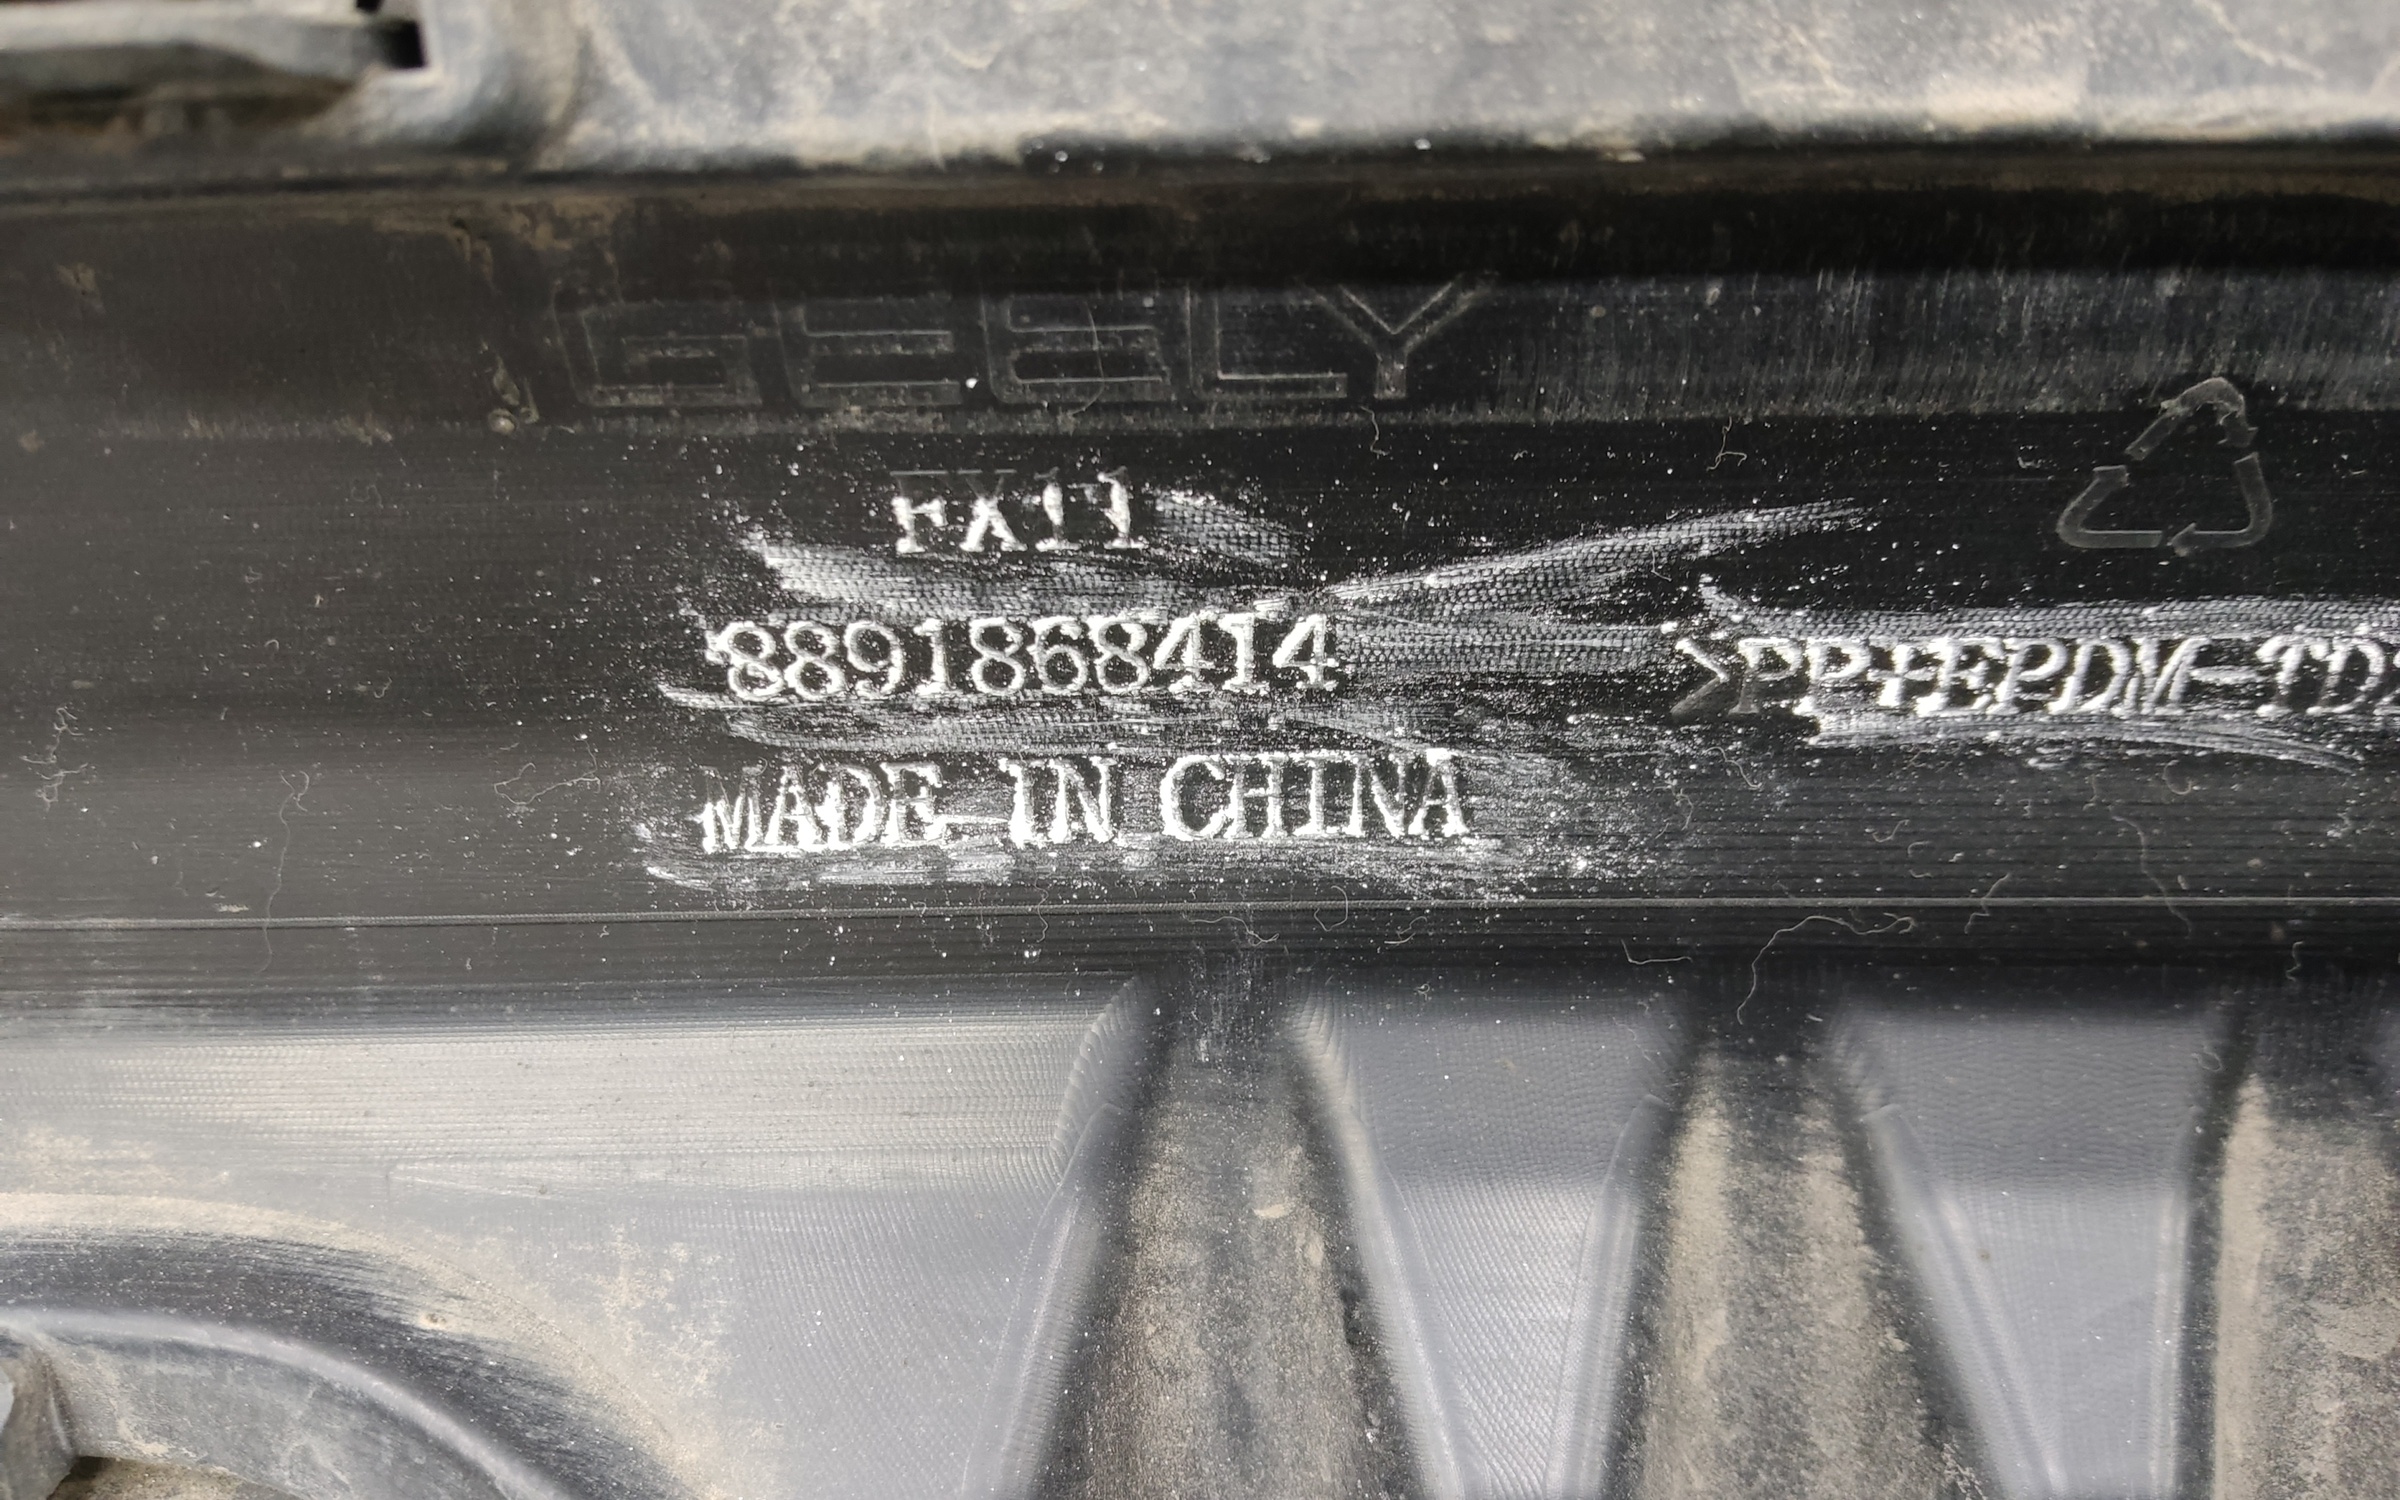 GEELY
FX11
8891868414
>PP+EPDM-TD
MADE IN CHINA